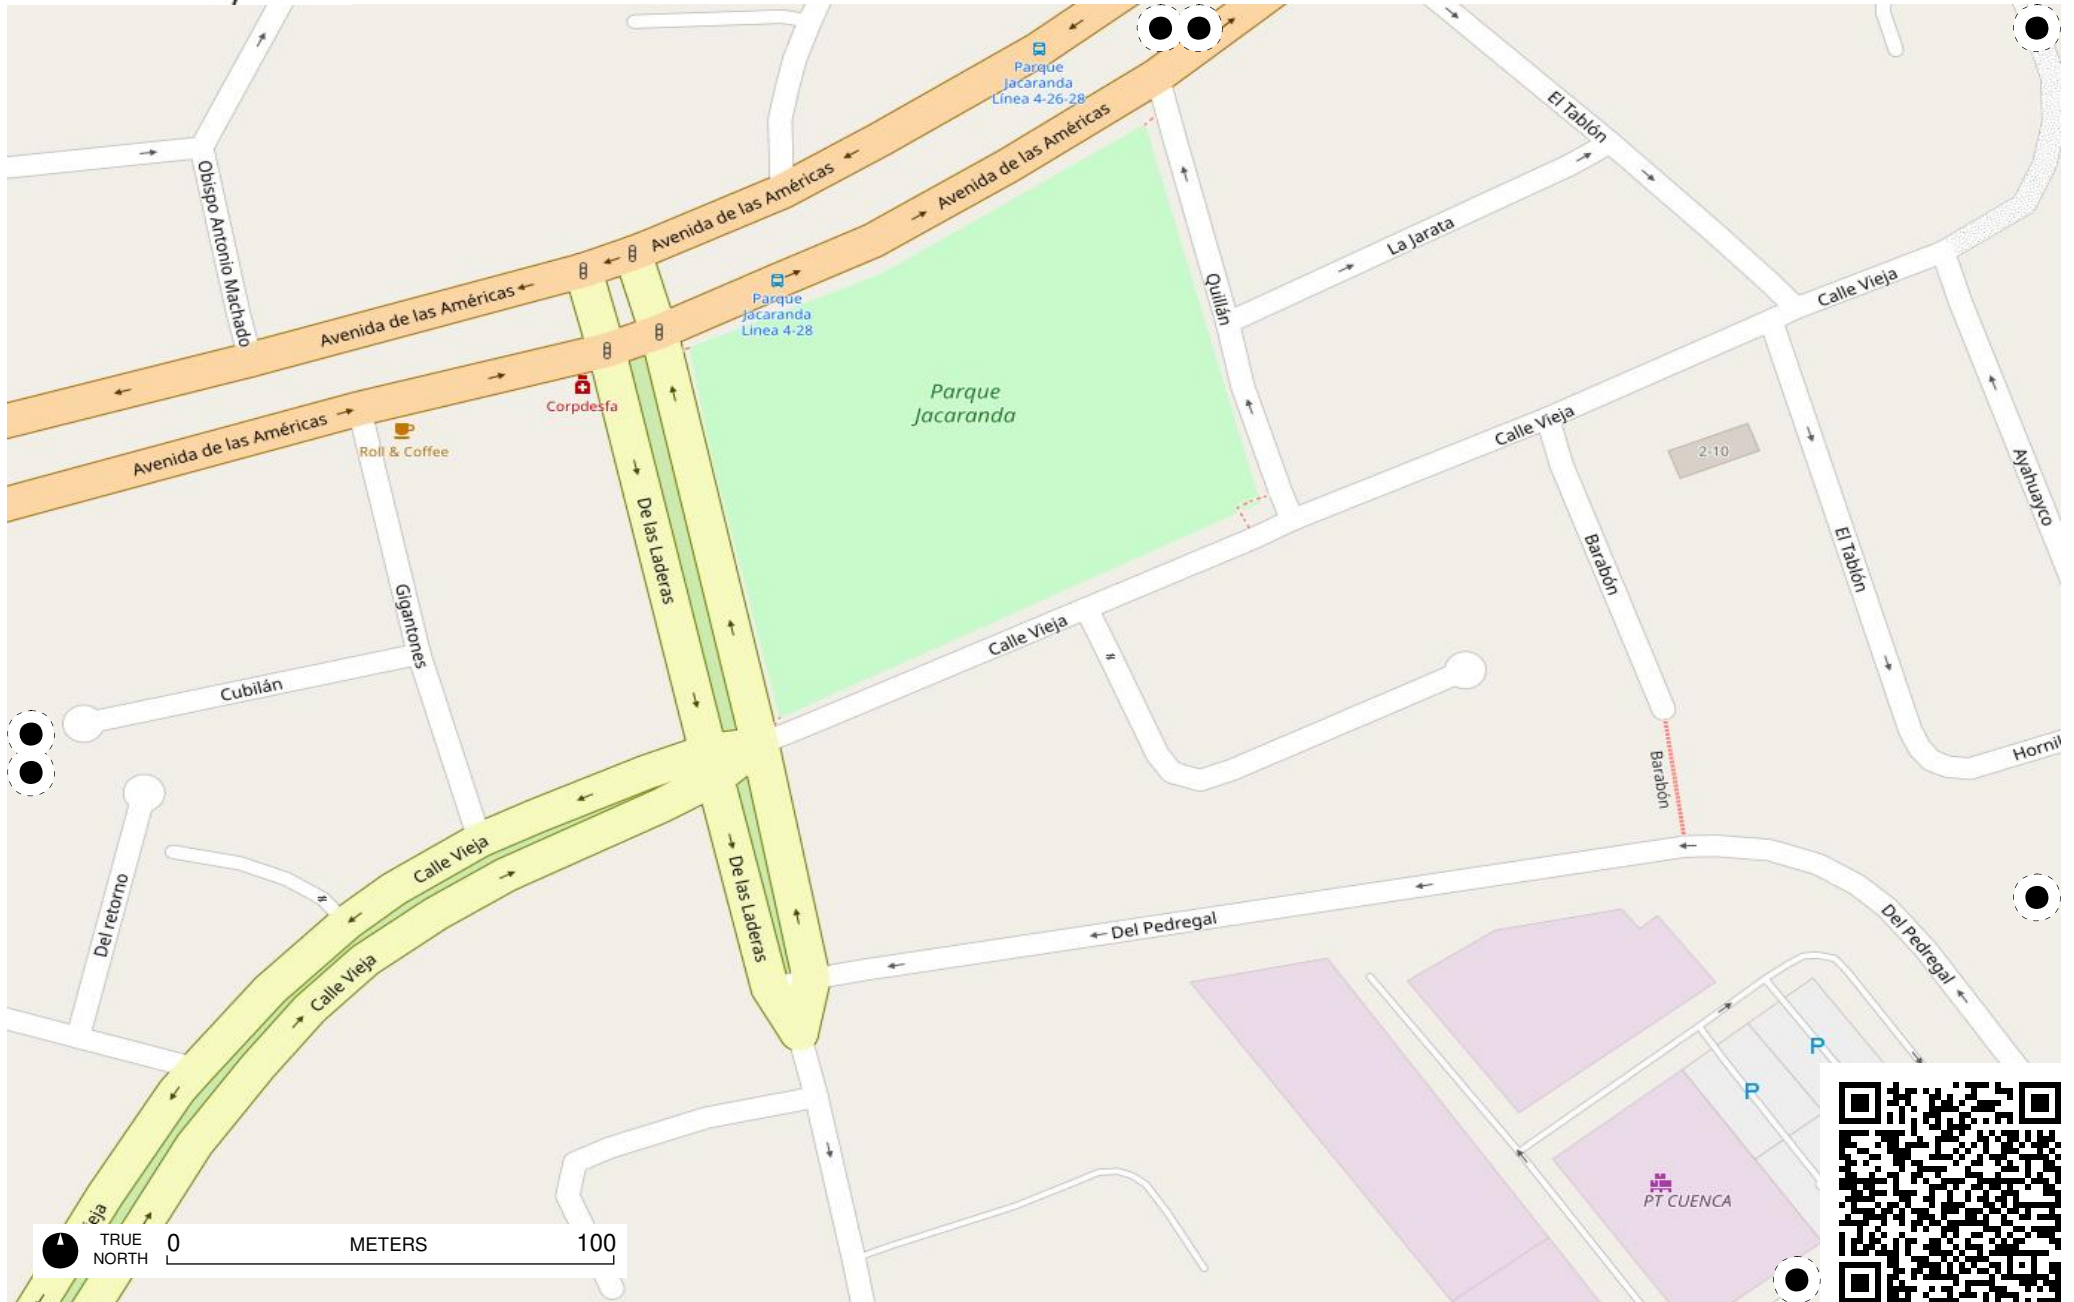 Parque
Jacaranda
Línea 4-26-28
El Tablón
Avenida de las Américas
Avenida de las Américas
Obispo Antonio Machado
La Jarata
Quillán
Calle Vieja
Avenida de las Américas
Parque
Jacaranda
Linea 4-28
Parque
Jacaranda
Corpdesfa
Avenida de las Américas
Roll & Coffee
Calle Vieja
2-10
Ayahuayco
De las Laderas
Barabón
El Tablón
Gigantones
Calle Vieja
Cubilán
Barabón
Calle Vieja
De las Laderas
Del retorno
Del Pedregal
Del Pedregal
Calle Vieja
P
P
PT CUENCA
TRUE
NORTH
0 METERS 100